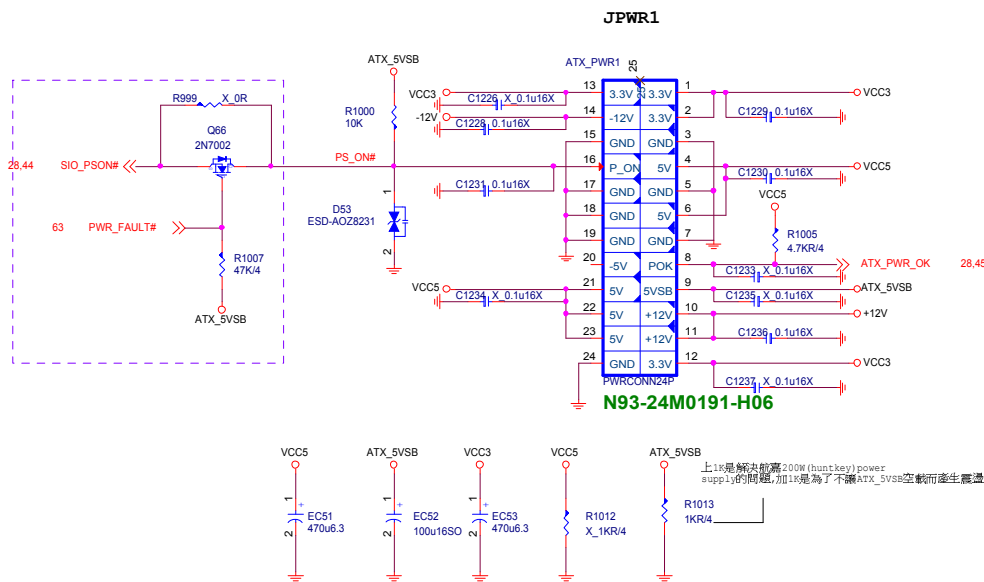 JPWR1
ATX_5VSB
ATX_PWR1
25
25
R999
X_0R
Q66
2N7002
28,44
SIO_PSON#
63
PWR_FAULT#
R1007
47K/4
ATX_5VSB
R1000
10K
PS_ON#
1
D53
ESD-AOZ8231
2
VCC3
C1226 X_0.1u16X
-12V
C1228 0.1u16X
C1231 0.1u16X
VCC5
C1234 X_0.1u16X
13 3.3V 3.3V 1
14 -12V 3.3V 2
15 GND GND 3
16 P_ON 5V 4
17 GND GND 5
18 GND 5V 6
19 GND GND 7
20 -5V POK 8
21 5V 5VSB 9
22 5V +12V 10
23 5V +12V 11
24 GND 3.3V 12
PWRCONN24P
N93-24M0191-H06
VCC3
C1229 0.1u16X
VCC5
C1230 0.1u16X
VCC5
R1005
4.7KR/4
ATX_PWR_OK
28,45
C1233 X_0.1u16X
ATX_5VSB
C1235 X_0.1u16X
+12V
C1236 0.1u16X
VCC3
C1237 X_0.1u16X
VCC5
1
EC51
470u6.3
2
ATX_5VSB
1
EC52
100u16SO
2
VCC3
1
EC53
470u6.3
2
VCC5
R1012
X_1KR/4
ATX_5VSB
R1013
1KR/4
上1K是解決航嘉200W(huntkey)power
supply的問題,加1K是為了不讓ATX_5VSB空載而產生震盪